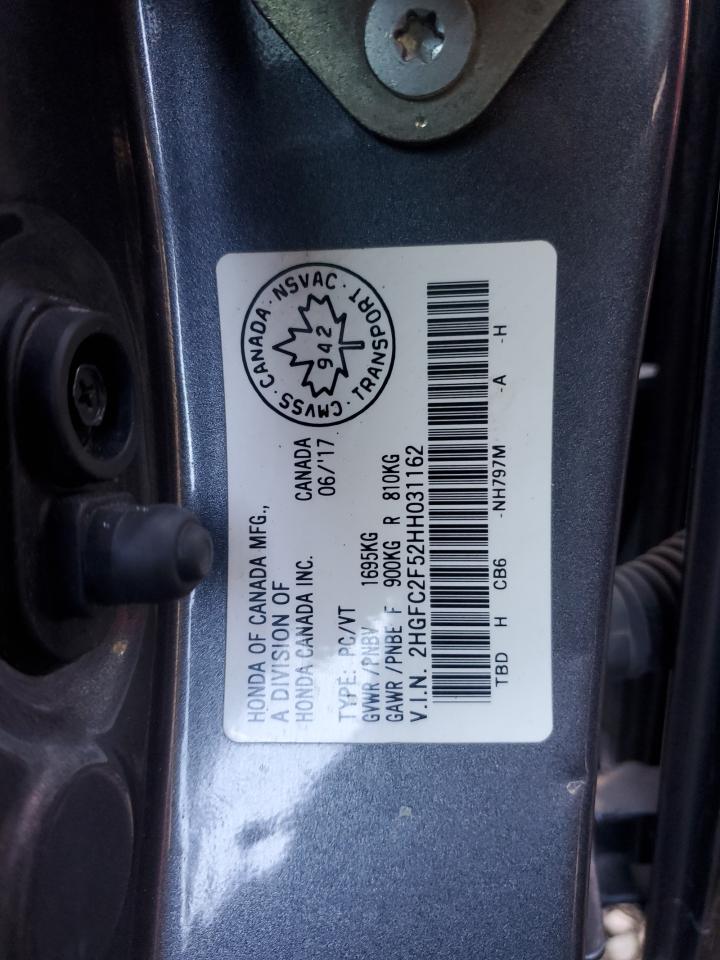 HONDA OF CANADA MFG.,
A DIVISION OF
HONDA CANADA INC.
CANADA
06/'17
TYPE: PC/VT
GVWR /PNBV 1695KG
GAWR /PNBE F 900KG R 810KG
V.I.N. 2HGFC2F52HH031162
TBD H CB6 -NH797M -A -H
CMVSS · CANADA · NSVAC · TRANSPORT ·
942